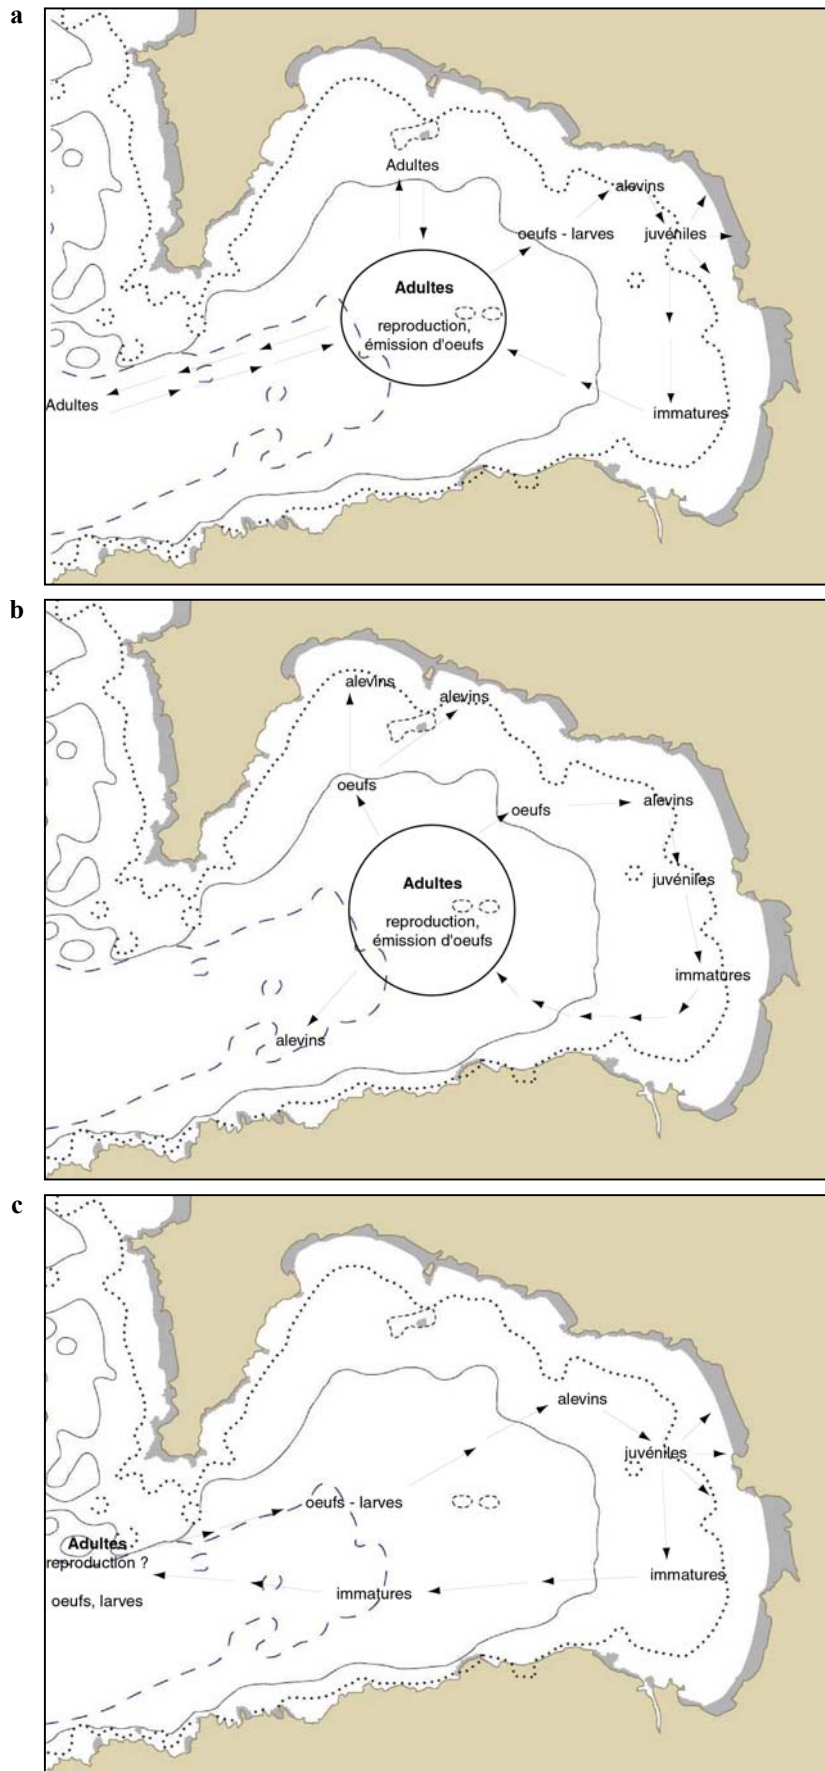 a
Adultes
alevins
oeufs - larves
juvéniles
Adultes
reproduction,
émission d'oeufs
Adultes
immatures
b
alevins
alevins
oeufs
oeufs
alevins
Adultes
juvéniles
reproduction,
émission d'oeufs
immatures
alevins
c
alevins
juvéniles
oeufs - larves
Adultes
reproduction ?
immatures
immatures
oeufs, larves